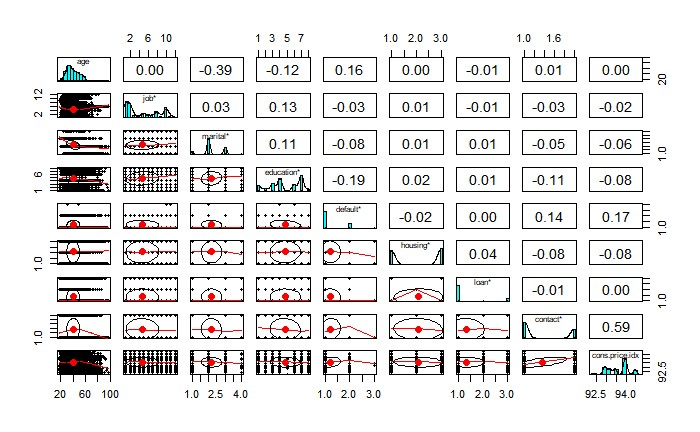 2 6 10 1 3 5 7 1.0 2.0 3.0 1.0 1.6
age 0.00 -0.39 -0.12 0.16 0.00 -0.01 0.01 0.00 20
2 12 job* 0.03 0.13 -0.03 0.01 -0.01 -0.03 -0.02
marital* 0.11 -0.08 0.01 0.01 -0.05 -0.06 1.0
1 6 education* -0.19 0.02 0.01 -0.11 -0.08
default* -0.02 0.00 0.14 0.17 1.0
1.0 housing* 0.04 -0.08 -0.08
loan* -0.01 0.00 1.0
1.0 contact* 0.59
cons.price.idx 92.5
20 60 100 1.0 2.5 4.0 1.0 2.0 3.0 1.0 2.0 3.0 92.5 94.0